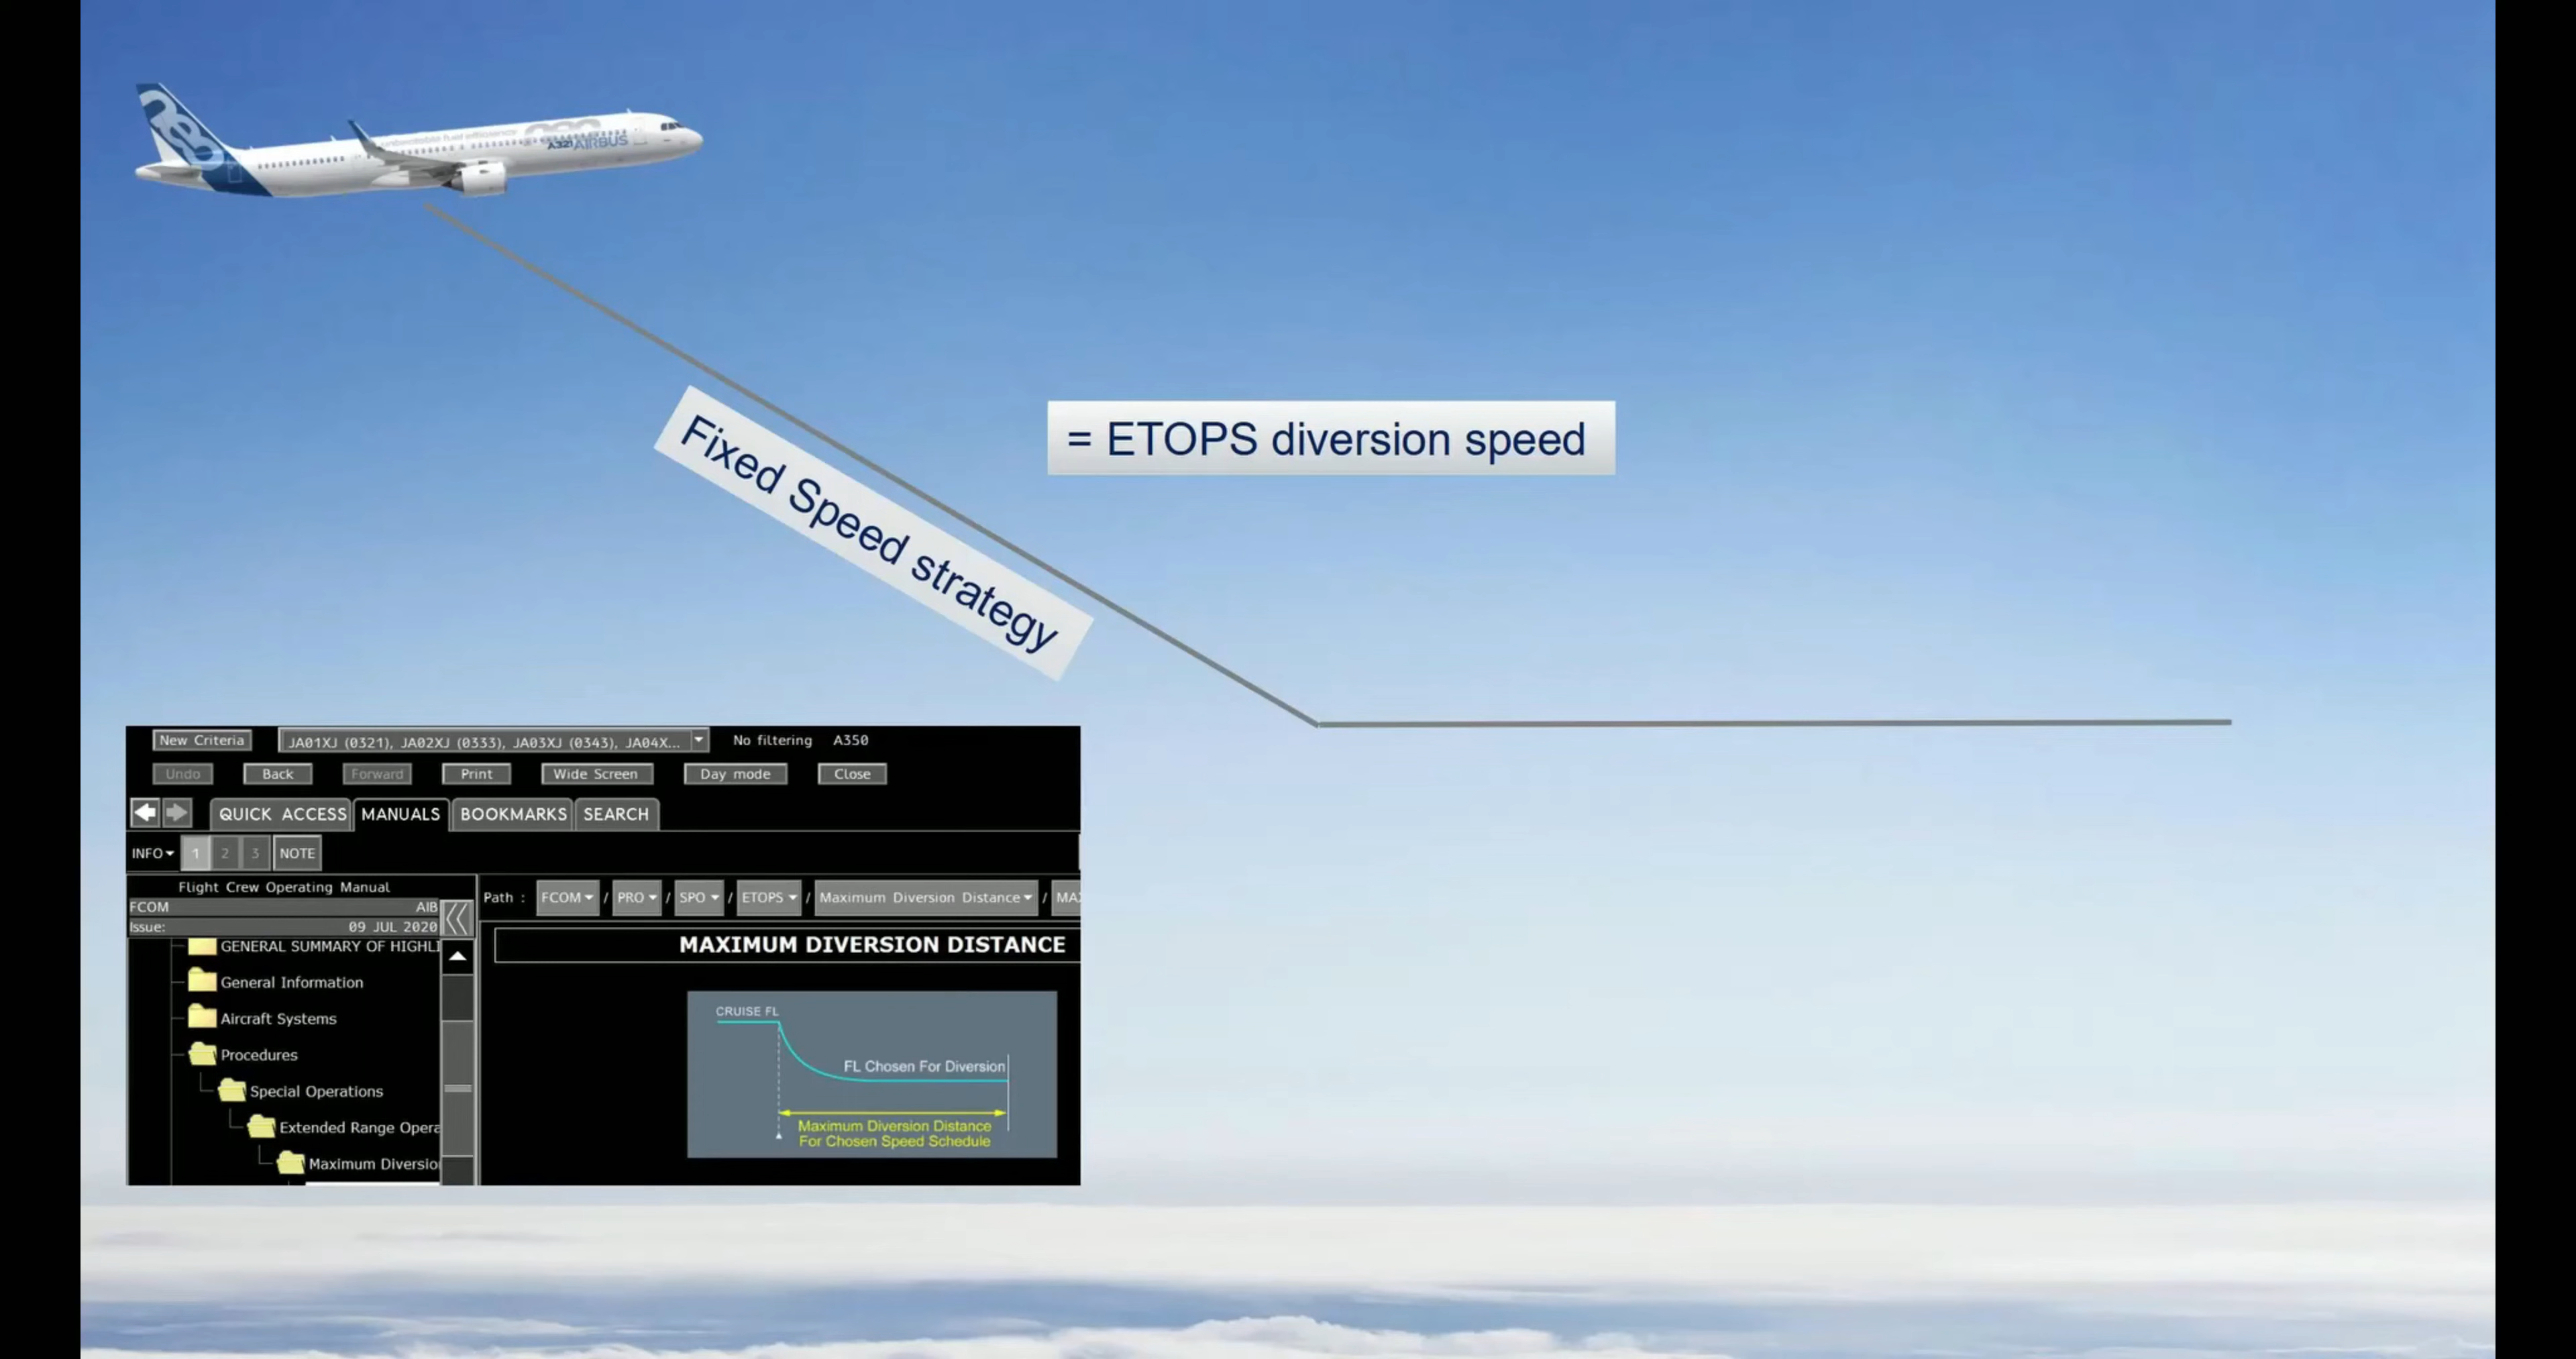 A321
AIRBUS
= ETOPS diversion speed
Fixed Speed strategy
New Criteria
JA01XJ (0321), JA02XJ (0333), JA03XJ (0343), JA04X...
No filtering
A350
Undo
Back
Forward
Print
Wide Screen
Day mode
Close
QUICK ACCESS
MANUALS
BOOKMARKS
SEARCH
INFO
1
2
3
NOTE
Flight Crew Operating Manual
FCOM
AIB
Issue:
09 JUL 2020
GENERAL SUMMARY OF HIGHLI
General Information
Aircraft Systems
Procedures
Special Operations
Extended Range Opera
Maximum Diversio
Path : FCOM / PRO / SPO / ETOPS / Maximum Diversion Distance / MA
MAXIMUM DIVERSION DISTANCE
CRUISE FL
FL Chosen For Diversion
Maximum Diversion Distance
For Chosen Speed Schedule